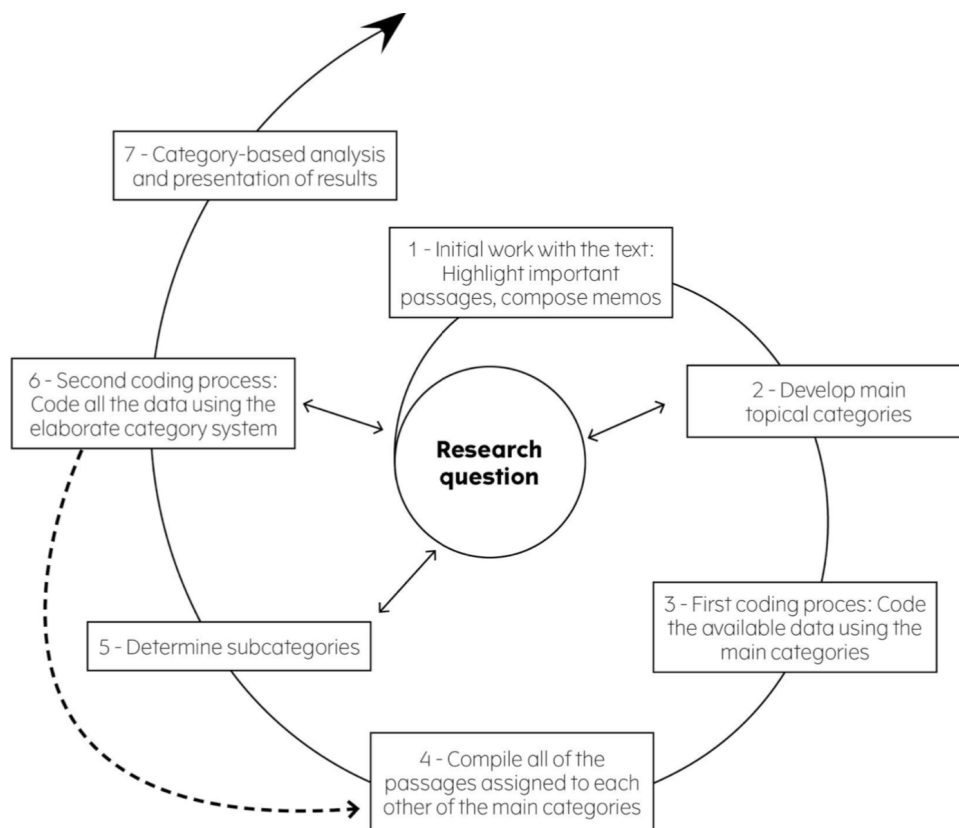 7 - Category-based analysis
and presentation of results
1 - Initial work with the text:
Highlight important
passages, compose memos
6 - Second coding process:
Code all the data using the
elaborate category system
2 - Develop main
topical categories
Research
question
3 - First coding proces: Code
the available data using the
main categories
5 - Determine subcategories
4 - Compile all of the
passages assigned to each
other of the main categories